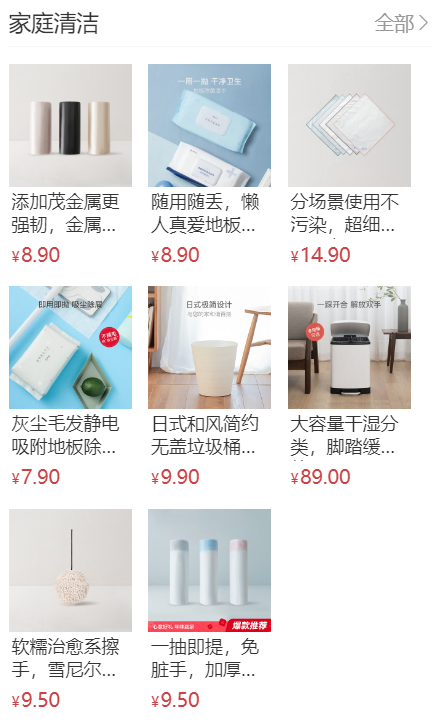 家庭清洁
全部
一用一抛 干净卫生
添加茂金属更
强韧，金属...
¥8.90
随用随丢，懒
人真爱地板...
¥8.90
分场景使用不
污染，超细...
¥14.90
即用即抛 吸尘除屑
日式极简设计
一踩开合 解放双手
灰尘毛发静电
吸附地板除...
¥7.90
日式和风简约
无盖垃圾桶...
¥9.90
大容量干湿分
类，脚踏缓...
¥89.00
爆款推荐
软糯治愈系擦
手，雪尼尔...
¥9.50
一抽即提，免
脏手，加厚...
¥9.50